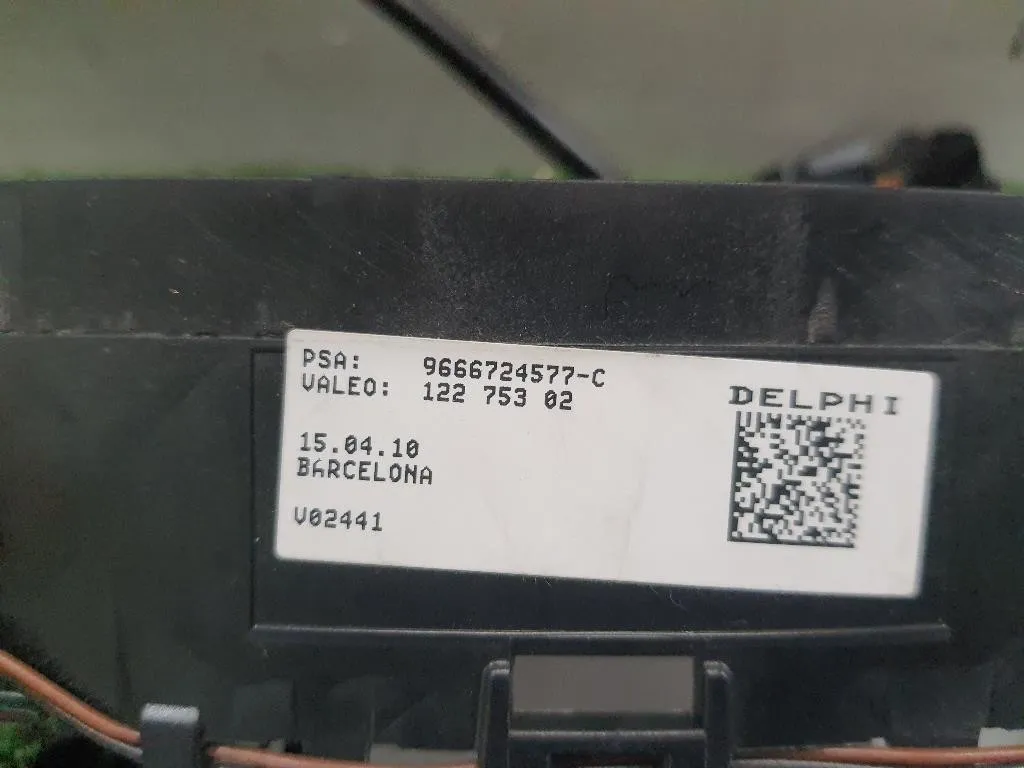 PSA: 9666724577-C
VALEO: 122 753 02
DELPHI
15.04.10
BARCELONA
V02441